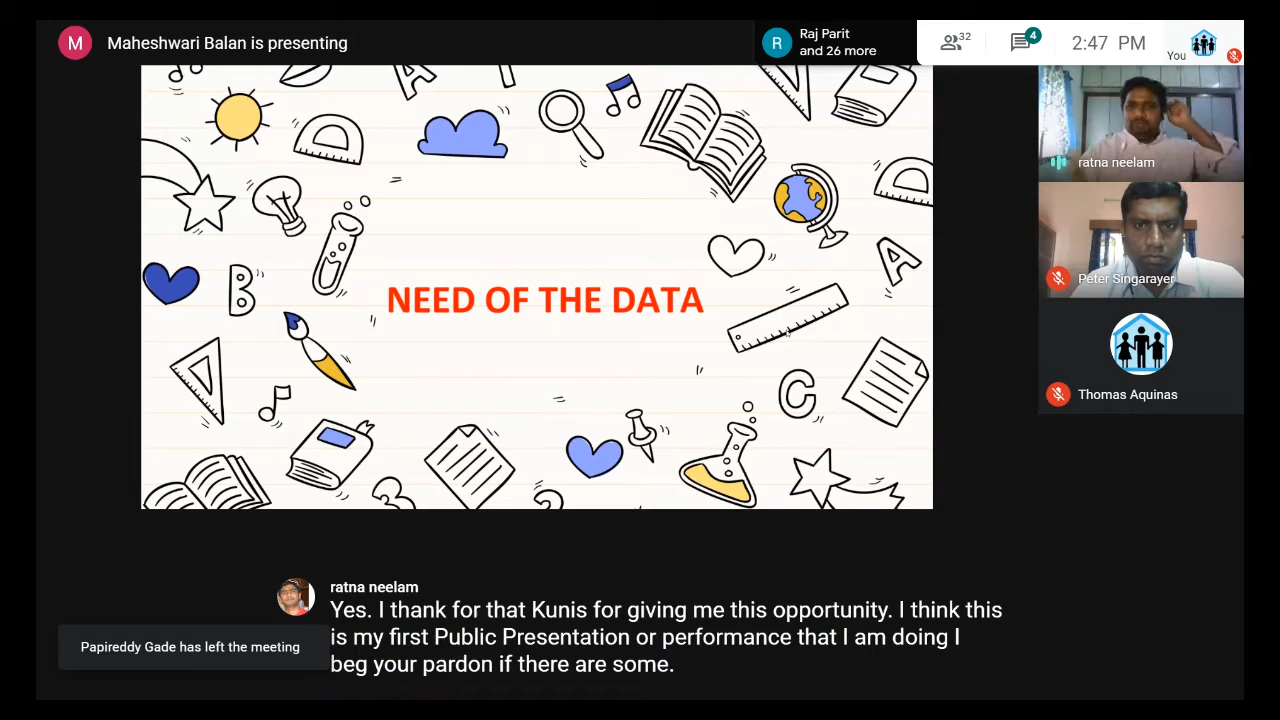 M
Maheshwari Balan is presenting
R
Raj Parit
and 26 more
32
4
2:47 PM
You
ratna neelam
Peter Singarayer
Thomas Aquinas
A
B
NEED OF THE DATA
A
C
3
2
ratna neelam
Yes. I thank for that Kunis for giving me this opportunity. I think this
is my first Public Presentation or performance that I am doing I
beg your pardon if there are some.
Papireddy Gade has left the meeting